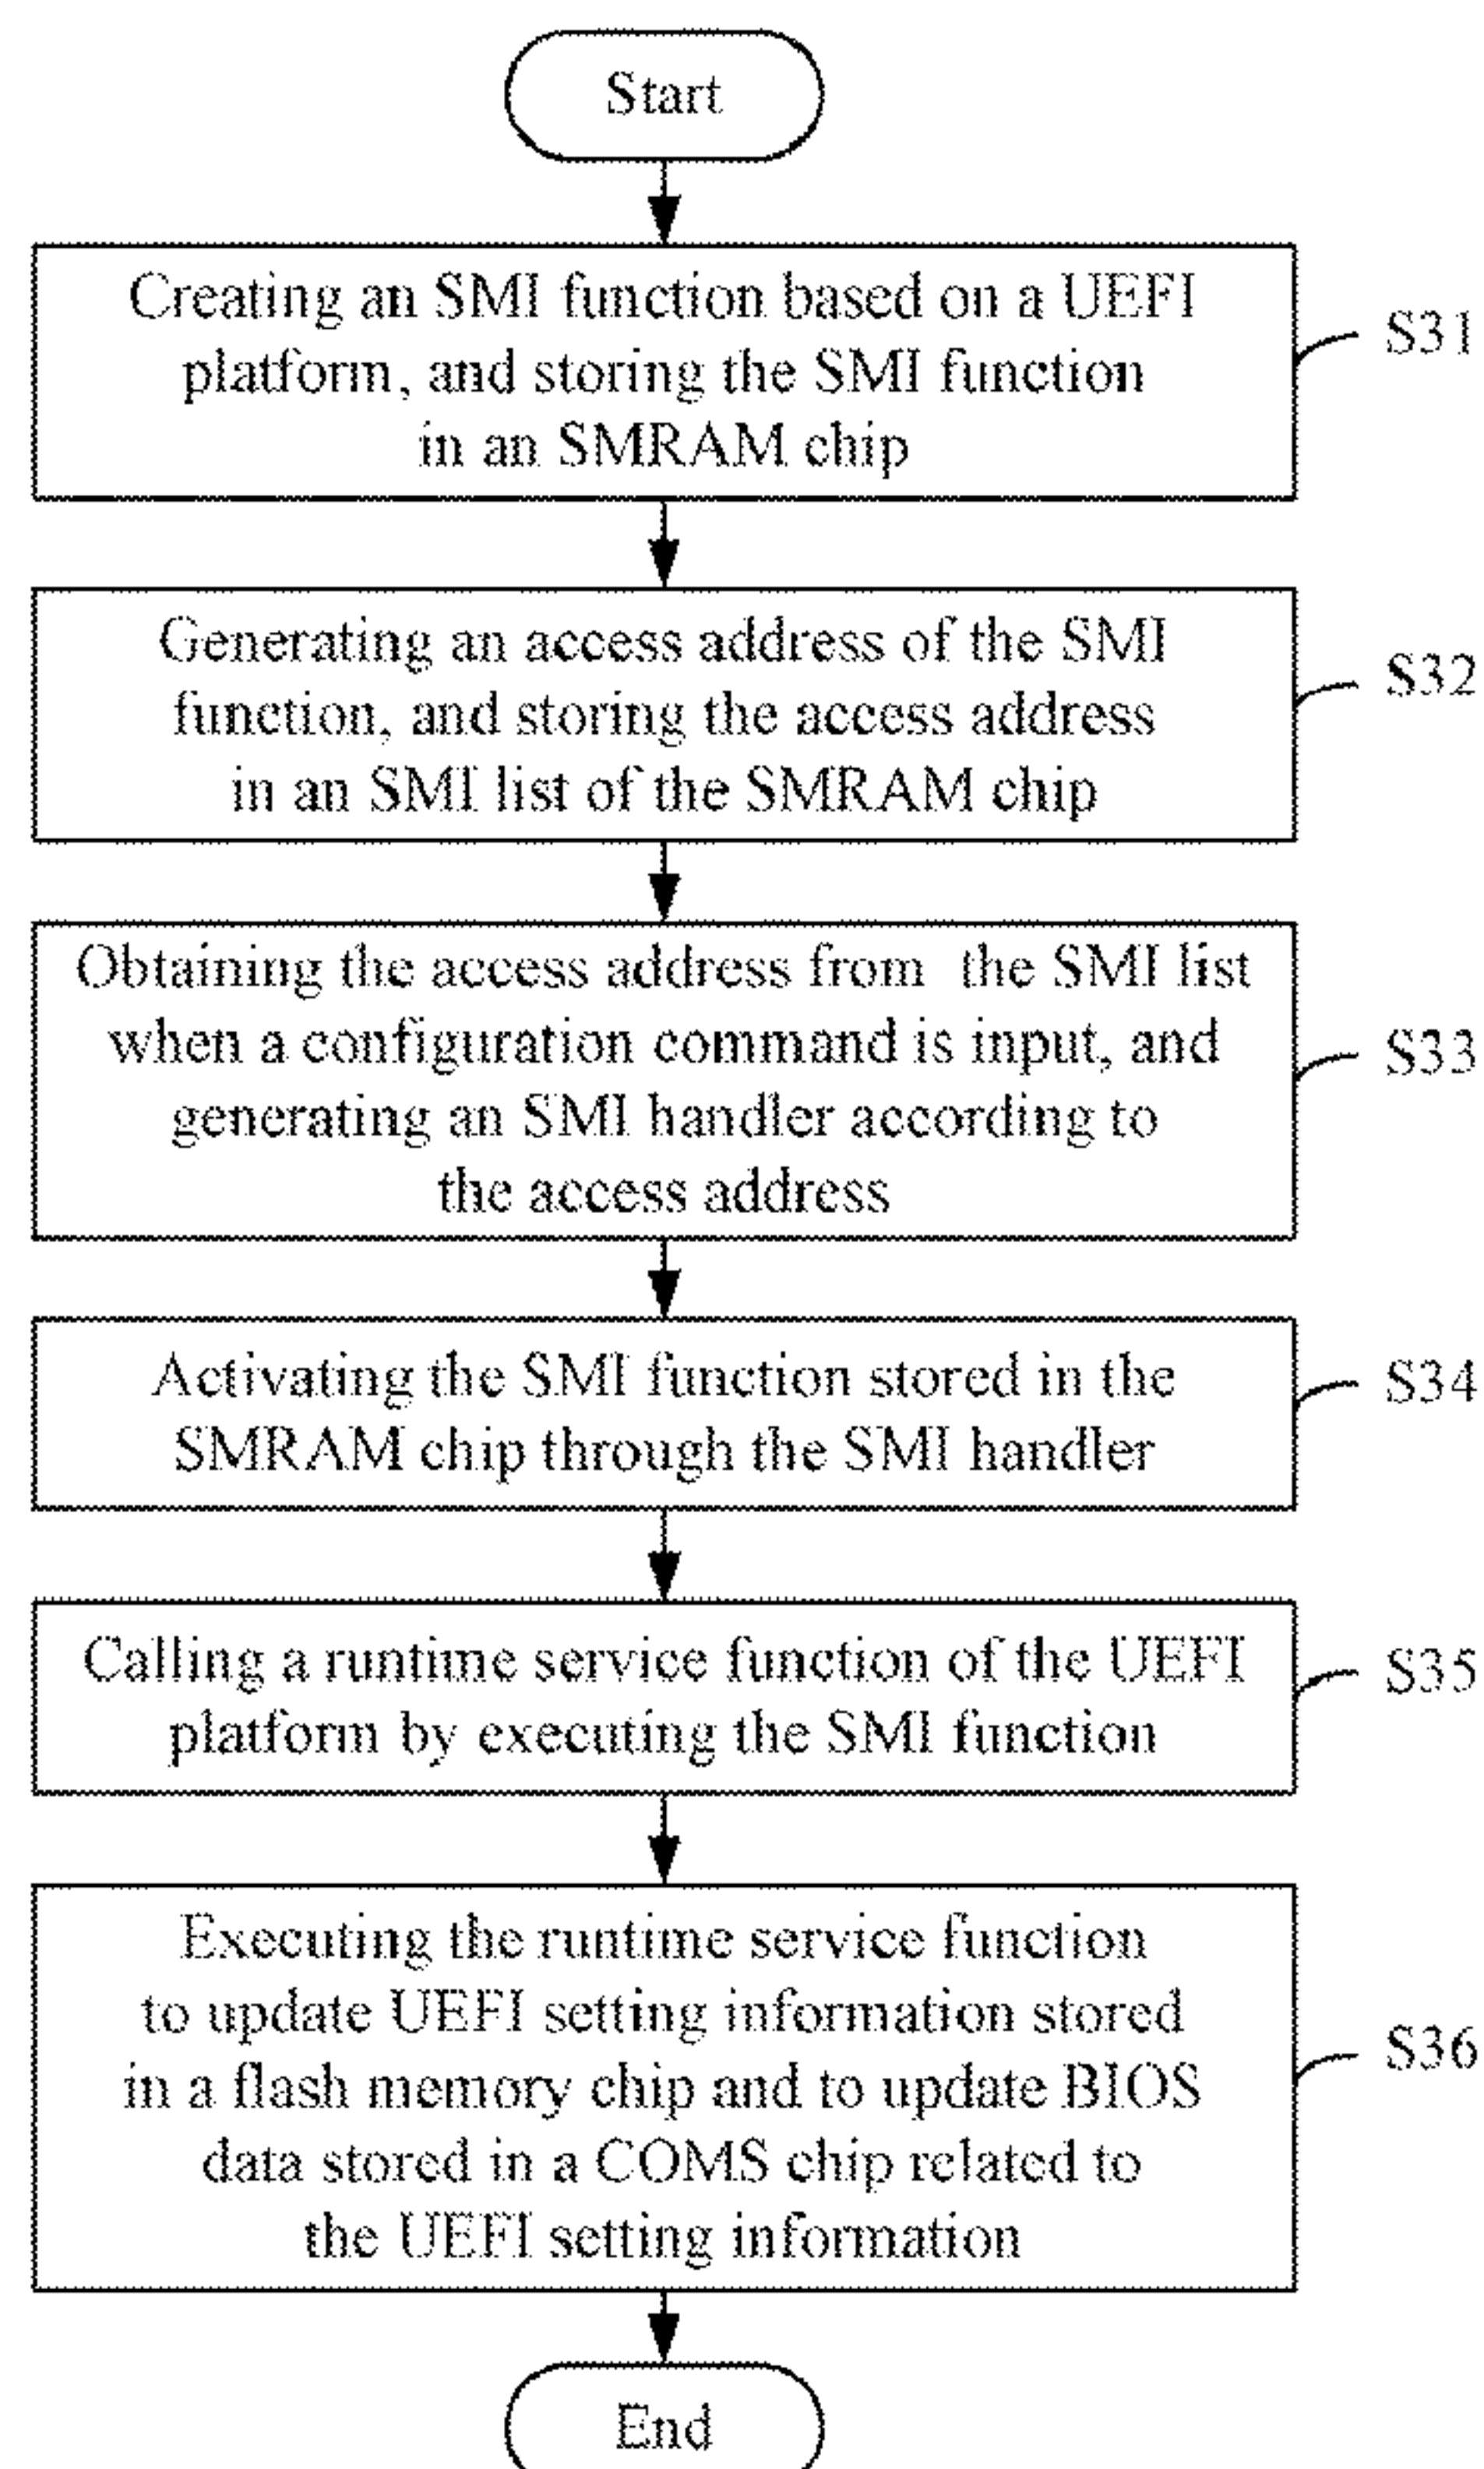 Start
Creating an SMI function based on a UEFI
platform, and storing the SMI function
in an SMRAM chip
S31
Generating an access address of the SMI
function, and storing the access address
in an SMI list of the SMRAM chip
S32
Obtaining the access address from the SMI list
when a configuration command is input, and
generating an SMI handler according to
the access address
S33
Activating the SMI function stored in the
SMRAM chip through the SMI handler
S34
Calling a runtime service function of the UEFI
platform by executing the SMI function
S35
Executing the runtime service function
to update UEFI setting information stored
in a flash memory chip and to update BIOS
data stored in a COMS chip related to
the UEFI setting information
S36
End